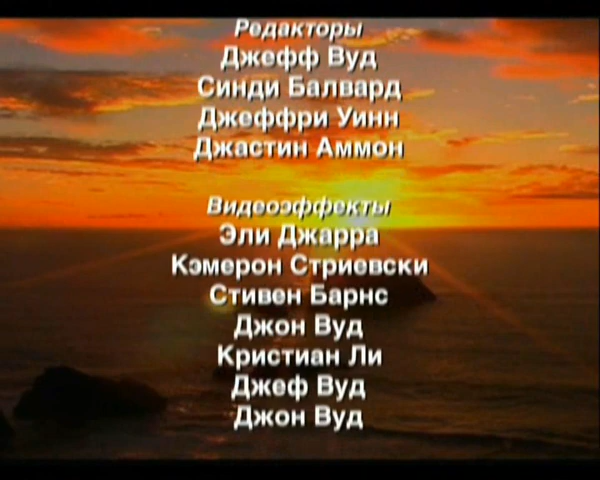 Редакторы
Джефф Вуд
Синди Балвард
Джеффри Уинн
Джастин Аммон
Видеоэффекты
Эли Джарра
Кэмерон Стриевски
Стивен Барнс
Джон Вуд
Кристиан Ли
Джеф Вуд
Джон Вуд